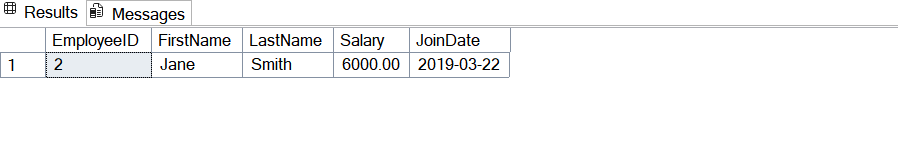 Results Messages
EmployeeID FirstName LastName Salary JoinDate
1 2 Jane Smith 6000.00 2019-03-22